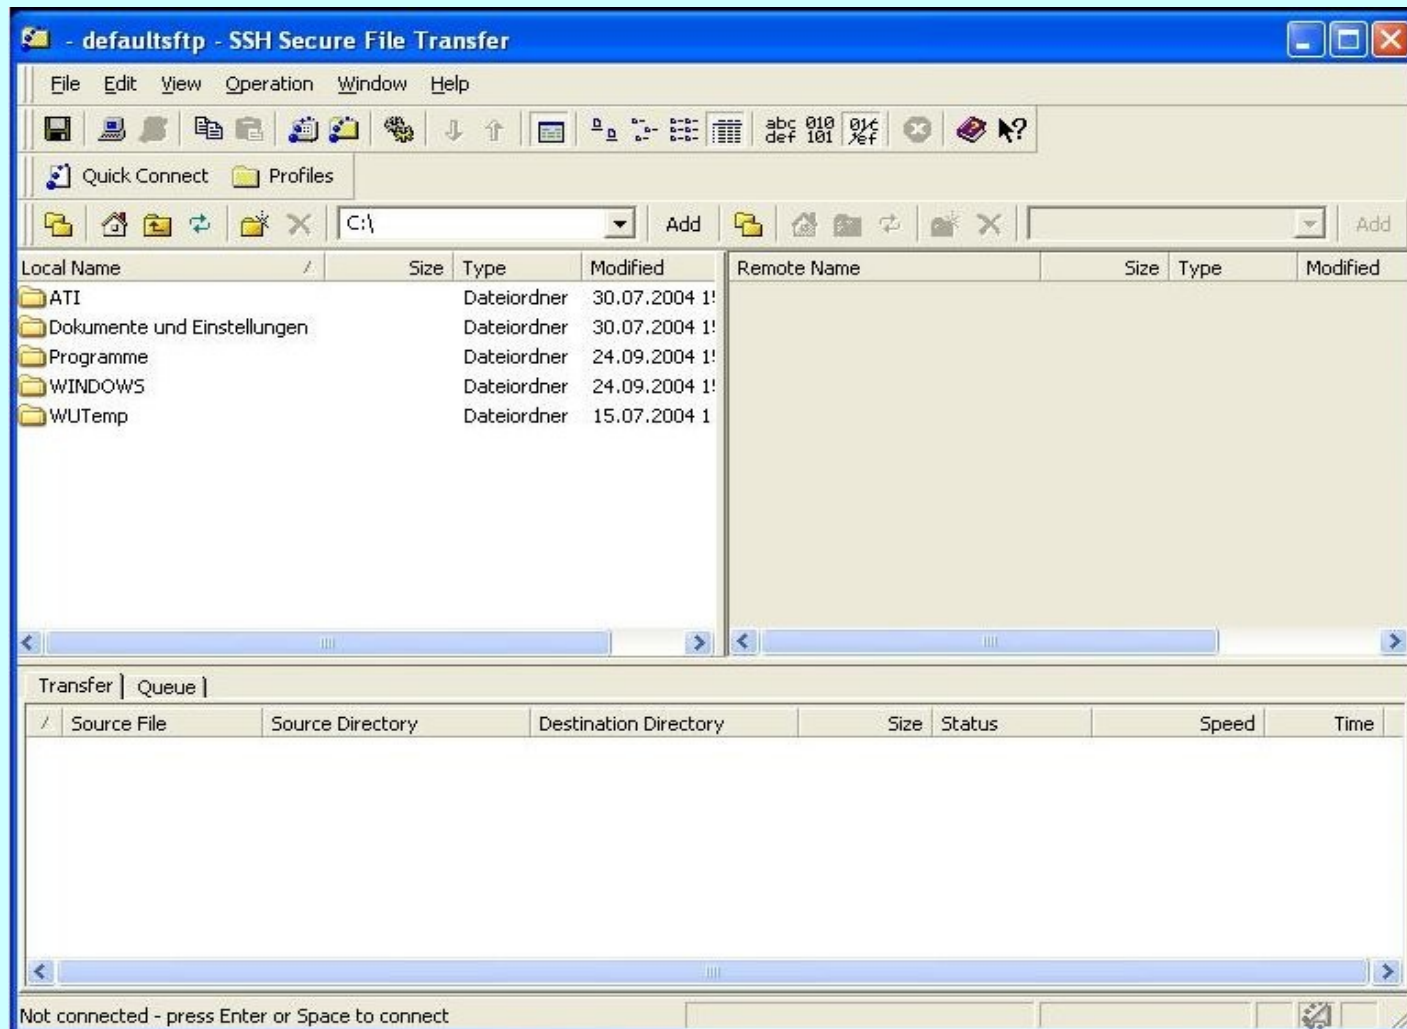 - defaultsftp - SSH Secure File Transfer
File Edit View Operation Window Help
abc def 010 101
Quick Connect Profiles
C:\ Add Add
Local Name / Size Type Modified Remote Name Size Type Modified
ATI Dateiordner 30.07.2004 1
Dokumente und Einstellungen Dateiordner 30.07.2004 1
Programme Dateiordner 24.09.2004 1
WINDOWS Dateiordner 24.09.2004 1
WUTemp Dateiordner 15.07.2004 1
Transfer Queue
/ Source File Source Directory Destination Directory Size Status Speed Time
Not connected - press Enter or Space to connect